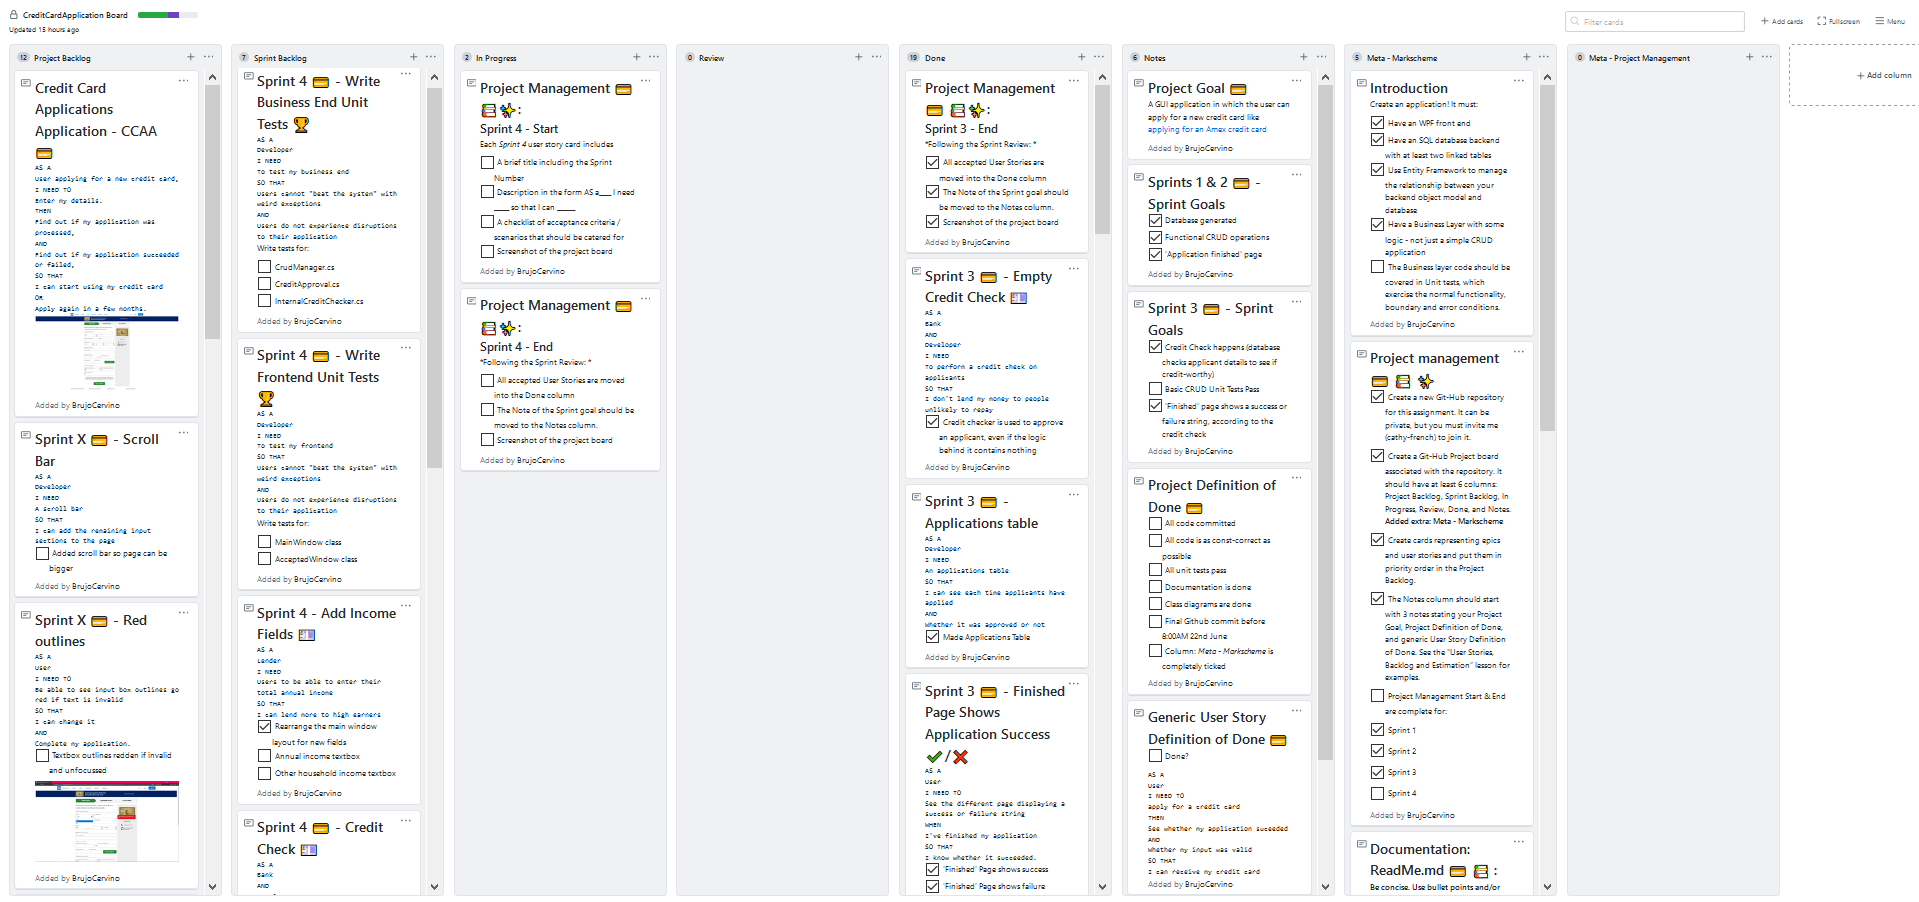 CreditCardApplication Board
Updated 15 hours ago
Filter cards
Add cards
Fullscreen
Menu
12 Project Backlog
Credit Card
Applications
Application - CCAA
AS A
User applying for a new credit card,
I NEED TO
Enter my details.
THEN
Find out if my application was
processed,
AND
Find out if my application succeeded
or failed,
SO THAT
I can start using my credit card
OR
Apply again in a few months.
Added by BrujoCervino
Sprint X - Scroll
Bar
AS A
Developer
I NEED
A scroll bar
SO THAT
I can add the remaining input
sections to the page
Added scroll bar so page can be
bigger
Added by BrujoCervino
Sprint X - Red
outlines
AS A
User
I NEED TO
Be able to see input box outlines go
red if text is invalid
SO THAT
I can change it
AND
Complete my application.
Textbox outlines redden if invalid
and unfocussed
Added by BrujoCervino
7 Sprint Backlog
Sprint 4 - Write
Business End Unit
Tests
AS A
Developer
I NEED
To test my business end
SO THAT
Users cannot "beat the system" with
weird exceptions
AND
Users do not experience disruptions
to their application
Write tests for:
CrudManager.cs
CreditApproval.cs
InternalCreditChecker.cs
Added by BrujoCervino
Sprint 4 - Write
Frontend Unit Tests
AS A
Developer
I NEED
To test my frontend
SO THAT
Users cannot "beat the system" with
weird exceptions
AND
Users do not experience disruptions
to their application
Write tests for:
MainWindow class
AcceptedWindow class
Added by BrujoCervino
Sprint 4 - Add Income
Fields
AS A
Lender
I NEED
Users to be able to enter their
total annual income
SO THAT
I can lend more to high earners
Rearrange the main window
layout for new fields
Annual income textbox
Other household income textbox
Added by BrujoCervino
Sprint 4 - Credit
Check
AS A
Bank
AND
2 In Progress
Project Management
:
Sprint 4 - Start
Each Sprint 4 user story card includes
A brief title including the Sprint
Number
Description in the form AS a___ I need
____ so that I can _____
A checklist of acceptance criteria /
scenarios that should be catered for
Screenshot of the project board
Added by BrujoCervino
Project Management
:
Sprint 4 - End
*Following the Sprint Review: *
All accepted User Stories are moved
into the Done column
The Note of the Sprint goal should be
moved to the Notes column.
Screenshot of the project board
Added by BrujoCervino
0 Review
19 Done
Project Management
:
Sprint 3 - End
*Following the Sprint Review: *
All accepted User Stories are
moved into the Done column
The Note of the Sprint goal should
be moved to the Notes column.
Screenshot of the project board
Added by BrujoCervino
Sprint 3 - Empty
Credit Check
AS A
Bank
AND
Developer
I NEED
To perform a credit check on
applicants
SO THAT
I don't lend my money to people
unlikely to repay
Credit checker is used to approve
an applicant, even if the logic
behind it contains nothing
Added by BrujoCervino
Sprint 3 -
Applications table
AS A
Developer
I NEED
An applications table
SO THAT
I can see each time applicants have
applied
AND
Whether it was approved or not
Made Applications Table
Added by BrujoCervino
Sprint 3 - Finished
Page Shows
Application Success
/
AS A
User
I NEED TO
See the different page displaying a
success or failure string
WHEN
I've finished my application
SO THAT
I know whether it succeeded.
'Finished' Page shows success
'Finished' Page shows failure
6 Notes
Project Goal
A GUI application in which the user can
apply for a new credit card like
applying for an Amex credit card
Added by BrujoCervino
Sprints 1 & 2 -
Sprint Goals
Database generated
Functional CRUD operations
'Application finished' page
Added by BrujoCervino
Sprint 3 - Sprint
Goals
Credit Check happens (database
checks applicant details to see if
credit-worthy)
Basic CRUD Unit Tests Pass
'Finished' page shows a success or
failure string, according to the
credit check
Added by BrujoCervino
Project Definition of
Done
All code committed
All code is as const-correct as
possible
All unit tests pass
Documentation is done
Class diagrams are done
Final Github commit before
8:00AM 22nd June
Column: Meta - Markscheme is
completely ticked
Added by BrujoCervino
Generic User Story
Definition of Done
Done?
AS A
User
I NEED TO
apply for a credit card
THEN
See whether my application suceeded
AND
Whether my input was valid
SO THAT
I can receive my credit card
Added by BrujoCervino
5 Meta - Markscheme
Introduction
Create an application! It must:
Have an WPF front end
Have an SQL database backend
with at least two linked tables
Use Entity Framework to manage
the relationship between your
backend object model and
database
Have a Business Layer with some
logic - not just a simple CRUD
application
The Business layer code should be
covered in Unit tests, which
exercise the normal functionality,
boundary and error conditions.
Added by BrujoCervino
Project management
Create a new Git-Hub repository
for this assignment. It can be
private, but you must invite me
(cathy-french) to join it.
Create a Git-Hub Project board
associated with the repository. It
should have at least 6 columns:
Project Backlog, Sprint Backlog, In
Progress, Review, Done, and Notes.
Added extra: Meta - Markscheme
Create cards representing epics
and user stories and put them in
priority order in the Project
Backlog.
The Notes column should start
with 3 notes stating your Project
Goal, Project Definition of Done,
and generic User Story Definition
of Done. See the "User Stories,
Backlog and Estimation" lesson for
examples.
Project Management Start & End
are complete for:
Sprint 1
Sprint 2
Sprint 3
Sprint 4
Added by BrujoCervino
Documentation:
ReadMe.md :
Be concise. Use bullet points and/or
0 Meta - Project Management
Add column